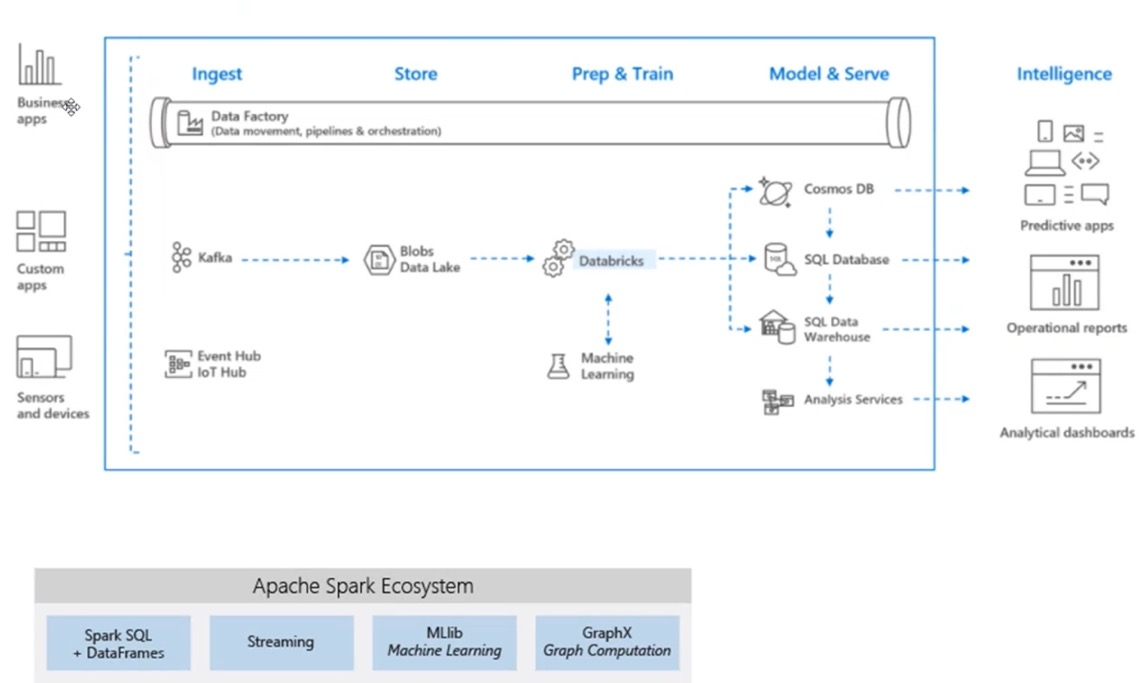 Ingest
Store
Prep & Train
Model & Serve
Intelligence
Business
apps
Data Factory
(Data movement, pipelines & orchestration)
Custom
apps
Sensors
and devices
Kafka
Blobs
Data Lake
Databricks
Cosmos DB
SQL Database
SQL Data
Warehouse
Analysis Services
Event Hub
IoT Hub
Machine
Learning
Predictive apps
Operational reports
Analytical dashboards
Apache Spark Ecosystem
Spark SQL
+ DataFrames
Streaming
MLlib
Machine Learning
GraphX
Graph Computation